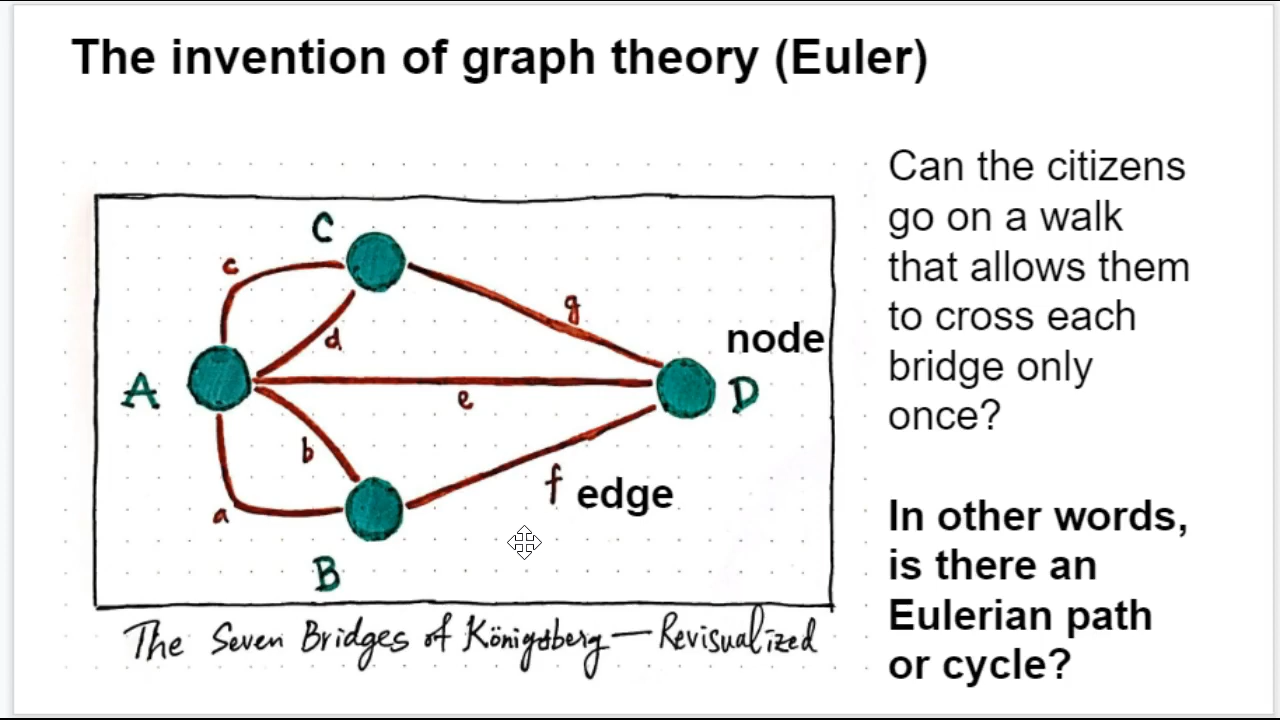 The invention of graph theory (Euler)
Can the citizens
go on a walk
that allows them
to cross each
bridge only
once?
In other words,
is there an
Eulerian path
or cycle?
C
c
g
d
node
A
D
e
b
f edge
a
B
The Seven Bridges of Königsberg — Revisualized